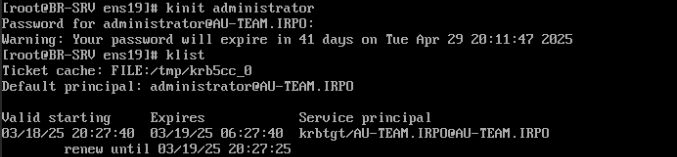 [root@BR-SRV ens19]# kinit administrator
Password for administrator@AU-TEAM.IRPO:
Warning: Your password will expire in 41 days on Tue Apr 29 20:11:47 2025
[root@BR-SRV ens19]# klist
Ticket cache: FILE:/tmp/krb5cc_0
Default principal: administrator@AU-TEAM.IRPO
Valid starting Expires Service principal
03/18/25 20:27:40 03/19/25 06:27:40 krbtgt/AU-TEAM.IRPO@AU-TEAM.IRPO
renew until 03/19/25 20:27:25